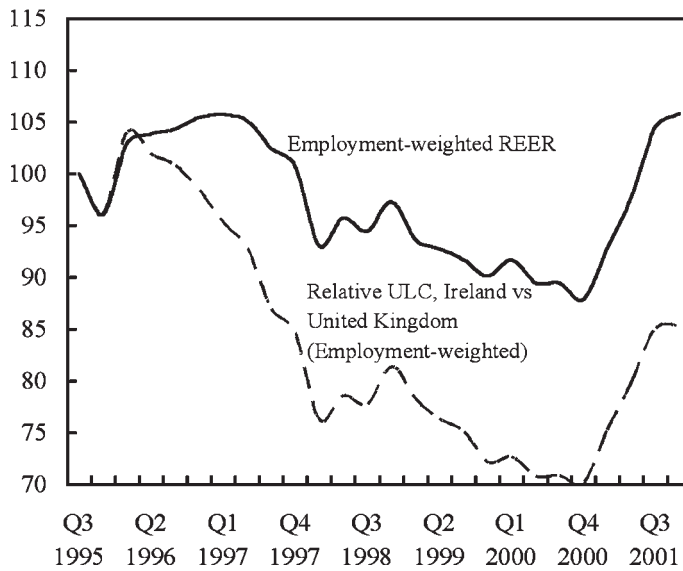 115
110
105
100
95
90
85
80
75
70
Employment-weighted REER
Relative ULC, Ireland vs
United Kingdom
(Employment-weighted)
Q3 Q2 Q1 Q4 Q3 Q2 Q1 Q4 Q3
1995 1996 1997 1997 1998 1999 2000 2000 2001